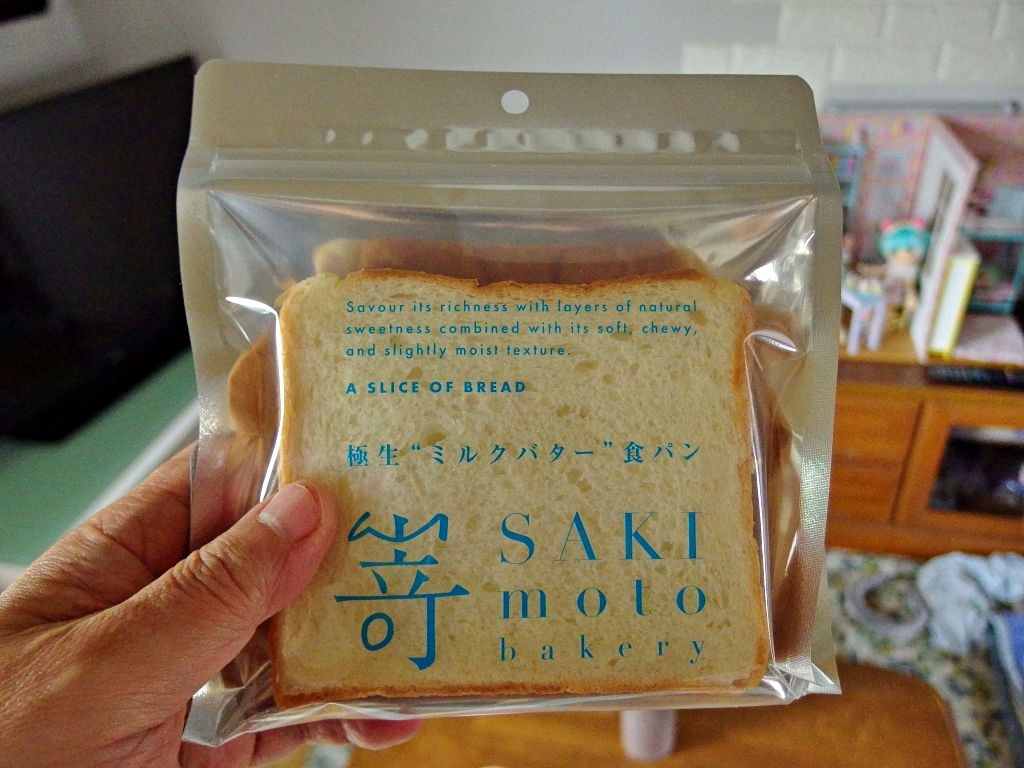 Savour its richness with layers of natural
sweetness combined with its soft, chewy,
and slightly moist texture.
A SLICE OF BREAD
極生“ミルクバター”食パン
嵜
SAKI
moto
bakery